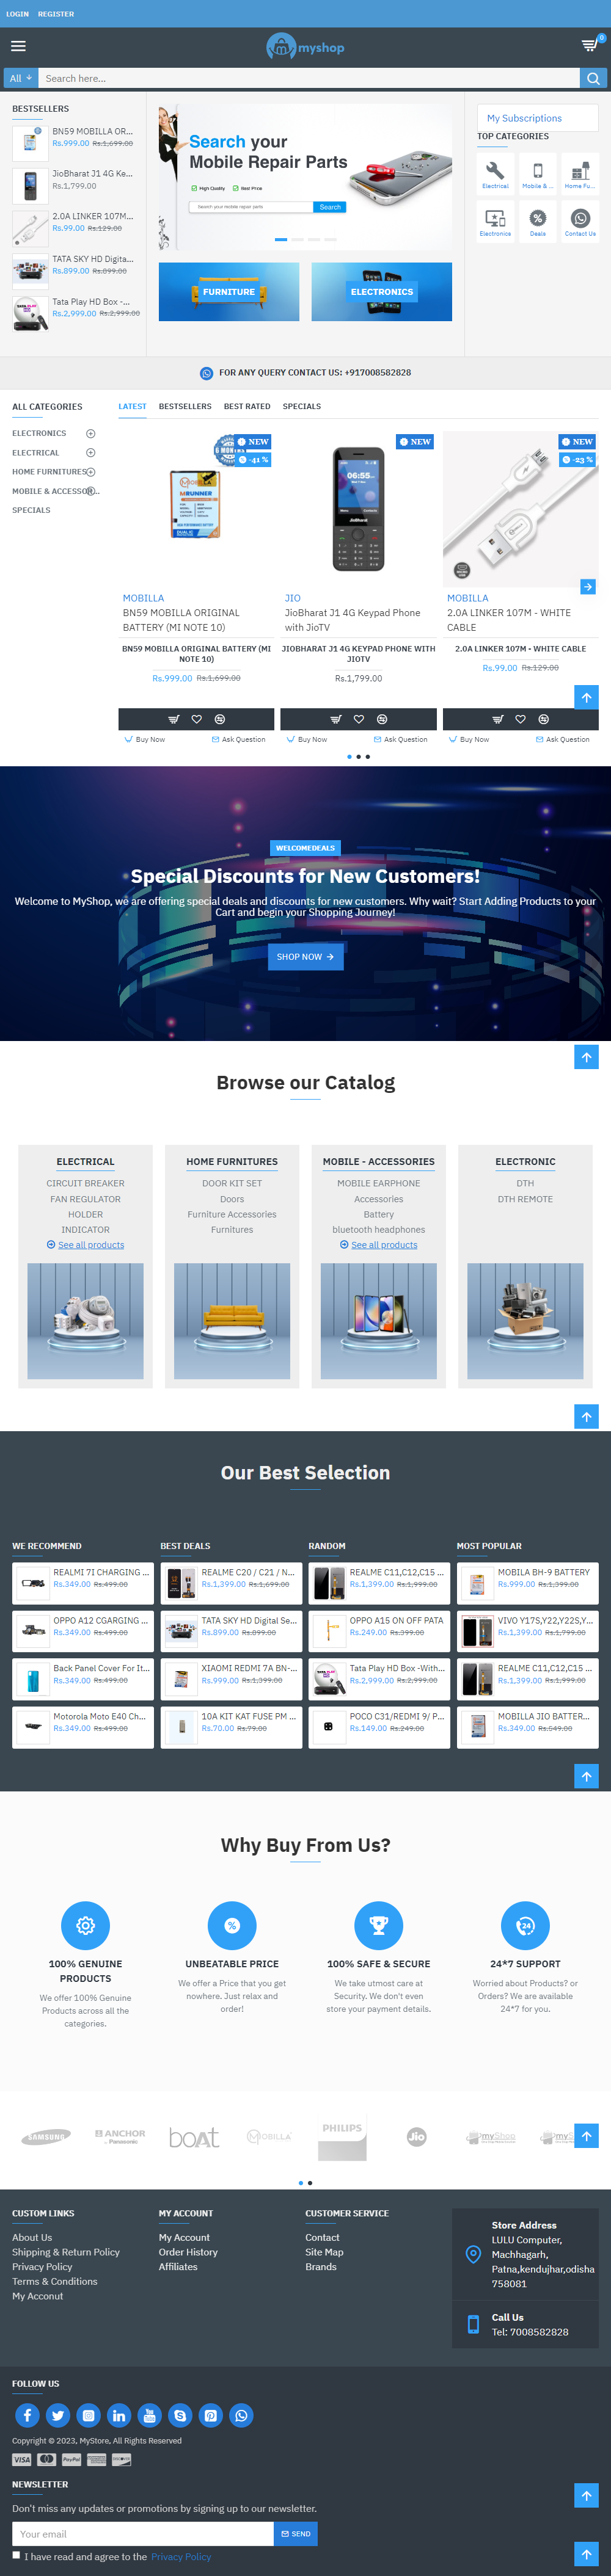 LOGIN REGISTER
myshop
0
All Search here...
BESTSELLERS
BN59 MOBILLA OR...
Rs.999.00 Rs.1,699.00
JioBharat J1 4G Ke...
Rs.1,799.00
2.0A LINKER 107M...
Rs.99.00 Rs.129.00
TATA SKY HD Digita...
Rs.899.00 Rs.899.00
Tata Play HD Box -...
Rs.2,999.00 Rs.2,999.00
Search your
Mobile Repair Parts
High Quality Real Price
Search your mobile repair parts Search
FURNITURE
ELECTRONICS
My Subscriptions
TOP CATEGORIES
Electrical Mobile & ... Home Fu...
Electronics Deals Contact Us
FOR ANY QUERY CONTACT US: +917008582828
ALL CATEGORIES
ELECTRONICS
ELECTRICAL
HOME FURNITURES
MOBILE & ACCESSOR...
SPECIALS
LATEST BESTSELLERS BEST RATED SPECIALS
NEW
-41 %
NEW
NEW
-23 %
MOBILLA
BN59 MOBILLA ORIGINAL
BATTERY (MI NOTE 10)
BN59 MOBILLA ORIGINAL BATTERY (MI
NOTE 10)
Rs.999.00 Rs.1,699.00
Buy Now Ask Question
JIO
JioBharat J1 4G Keypad Phone
with JioTV
JIOBHARAT J1 4G KEYPAD PHONE WITH
JIOTV
Rs.1,799.00
Buy Now Ask Question
MOBILLA
2.0A LINKER 107M - WHITE
CABLE
2.0A LINKER 107M - WHITE CABLE
Rs.99.00 Rs.129.00
Buy Now Ask Question
WELCOMEDEALS
Special Discounts for New Customers!
Welcome to MyShop, we are offering special deals and discounts for new customers. Why wait? Start Adding Products to your
Cart and begin your Shopping Journey!
SHOP NOW
Browse our Catalog
ELECTRICAL
CIRCUIT BREAKER
FAN REGULATOR
HOLDER
INDICATOR
See all products
HOME FURNITURES
DOOR KIT SET
Doors
Furniture Accessories
Furnitures
MOBILE - ACCESSORIES
MOBILE EARPHONE
Accessories
Battery
bluetooth headphones
See all products
ELECTRONIC
DTH
DTH REMOTE
Our Best Selection
WE RECOMMEND
REALMI 7I CHARGING ...
Rs.349.00 Rs.499.00
OPPO A12 CGARGING ...
Rs.349.00 Rs.499.00
Back Panel Cover For It...
Rs.349.00 Rs.499.00
Motorola Moto E40 Cha...
Rs.349.00 Rs.499.00
BEST DEALS
REALME C20 / C21 / N...
Rs.1,399.00 Rs.1,699.00
TATA SKY HD Digital Se...
Rs.899.00 Rs.899.00
XIAOMI REDMI 7A BN-...
Rs.999.00 Rs.1,399.00
10A KIT KAT FUSE PM ...
Rs.70.00 Rs.79.00
RANDOM
REALME C11,C12,C15 ...
Rs.1,399.00 Rs.1,999.00
OPPO A15 ON OFF PATA
Rs.249.00 Rs.399.00
Tata Play HD Box -With...
Rs.2,999.00 Rs.2,999.00
POCO C31/REDMI 9/ P...
Rs.149.00 Rs.249.00
MOST POPULAR
MOBILA BH-9 BATTERY
Rs.999.00 Rs.1,399.00
VIVO Y17S,Y22,Y22S,Y...
Rs.1,399.00 Rs.1,799.00
REALME C11,C12,C15 ...
Rs.1,399.00 Rs.1,999.00
MOBILLA JIO BATTER...
Rs.349.00 Rs.549.00
Why Buy From Us?
100% GENUINE
PRODUCTS
We offer 100% Genuine
Products across all the
categories.
UNBEATABLE PRICE
We offer a Price that you get
nowhere. Just relax and
order!
100% SAFE & SECURE
We take utmost care at
Security. We don't even
store your payment details.
24
24*7 SUPPORT
Worried about Products? or
Orders? We are available
24*7 for you.
SAMSUNG ANCHOR by Panasonic boAt MOBILLA PHILIPS Jio myShop
CUSTOM LINKS
About Us
Shipping & Return Policy
Privacy Policy
Terms & Conditions
My Acconut
MY ACCOUNT
My Account
Order History
Affiliates
CUSTOMER SERVICE
Contact
Site Map
Brands
Store Address
LULU Computer,
Machhagarh,
Patna,kendujhar,odisha
758081
Call Us
Tel: 7008582828
FOLLOW US
Copyright © 2023, MyStore, All Rights Reserved
VISA PayPal
NEWSLETTER
Don't miss any updates or promotions by signing up to our newsletter.
Your email SEND
I have read and agree to the Privacy Policy